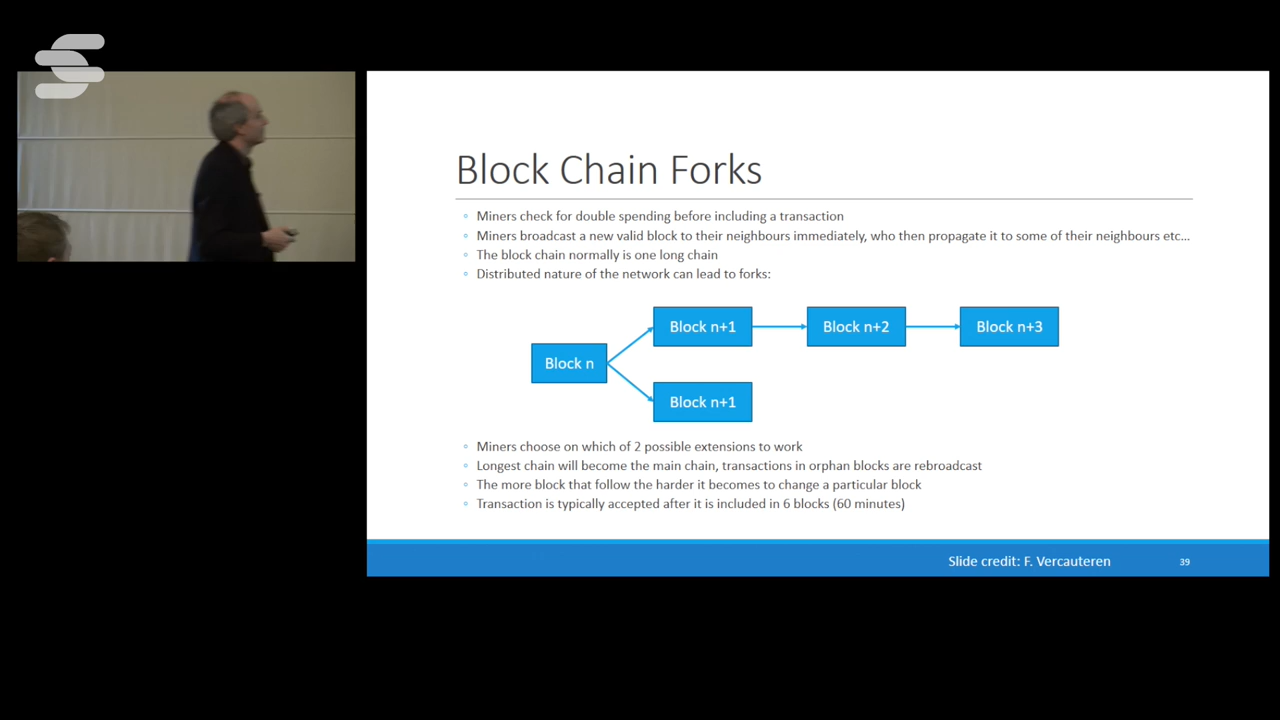 Block Chain Forks
Miners check for double spending before including a transaction
Miners broadcast a new valid block to their neighbours immediately, who then propagate it to some of their neighbours etc…
The block chain normally is one long chain
Distributed nature of the network can lead to forks:
Block n+1
Block n+2
Block n+3
Block n
Block n+1
Miners choose on which of 2 possible extensions to work
Longest chain will become the main chain, transactions in orphan blocks are rebroadcast
The more block that follow the harder it becomes to change a particular block
Transaction is typically accepted after it is included in 6 blocks (60 minutes)
Slide credit: F. Vercauteren
39